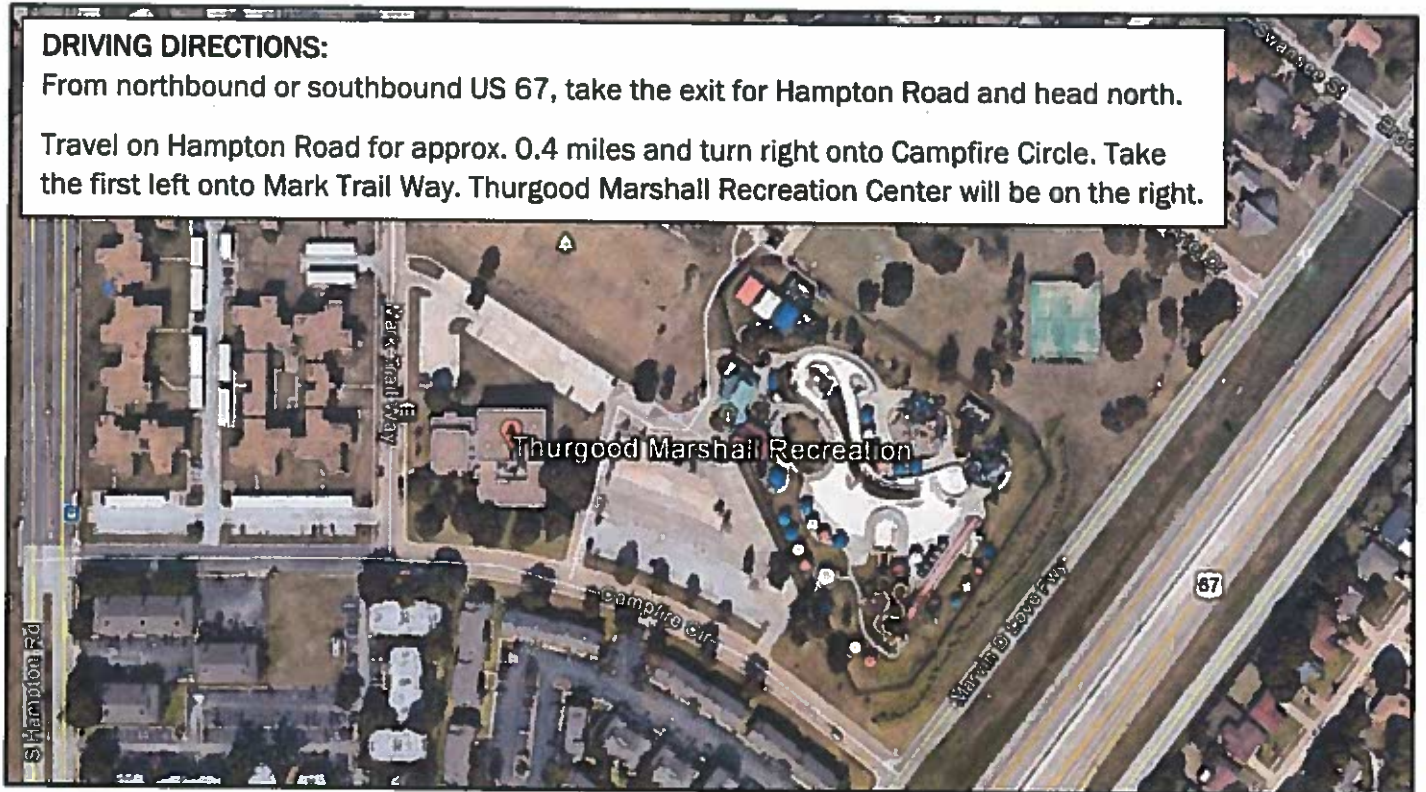 DRIVING DIRECTIONS:
From northbound or southbound US 67, take the exit for Hampton Road and head north.
Travel on Hampton Road for approx. 0.4 miles and turn right onto Campfire Circle. Take
the first left onto Mark Trail Way. Thurgood Marshall Recreation Center will be on the right.
Swansee St
Mark Trail Way
Thurgood Marshall Recreation
Campfire Cir
Marvin D Love Fwy
67
S Hampton Rd